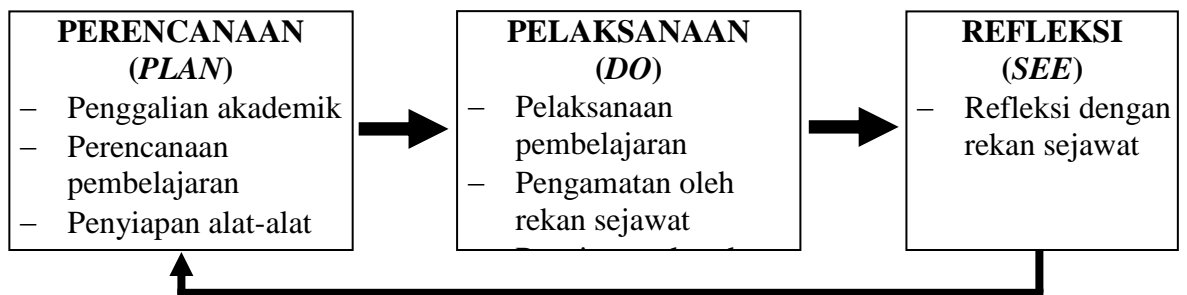 PERENCANAAN
(PLAN)
– Penggalian akademik
– Perencanaan
pembelajaran
– Penyiapan alat-alat
PELAKSANAAN
(DO)
– Pelaksanaan
pembelajaran
– Pengamatan oleh
rekan sejawat
REFLEKSI
(SEE)
– Refleksi dengan
rekan sejawat